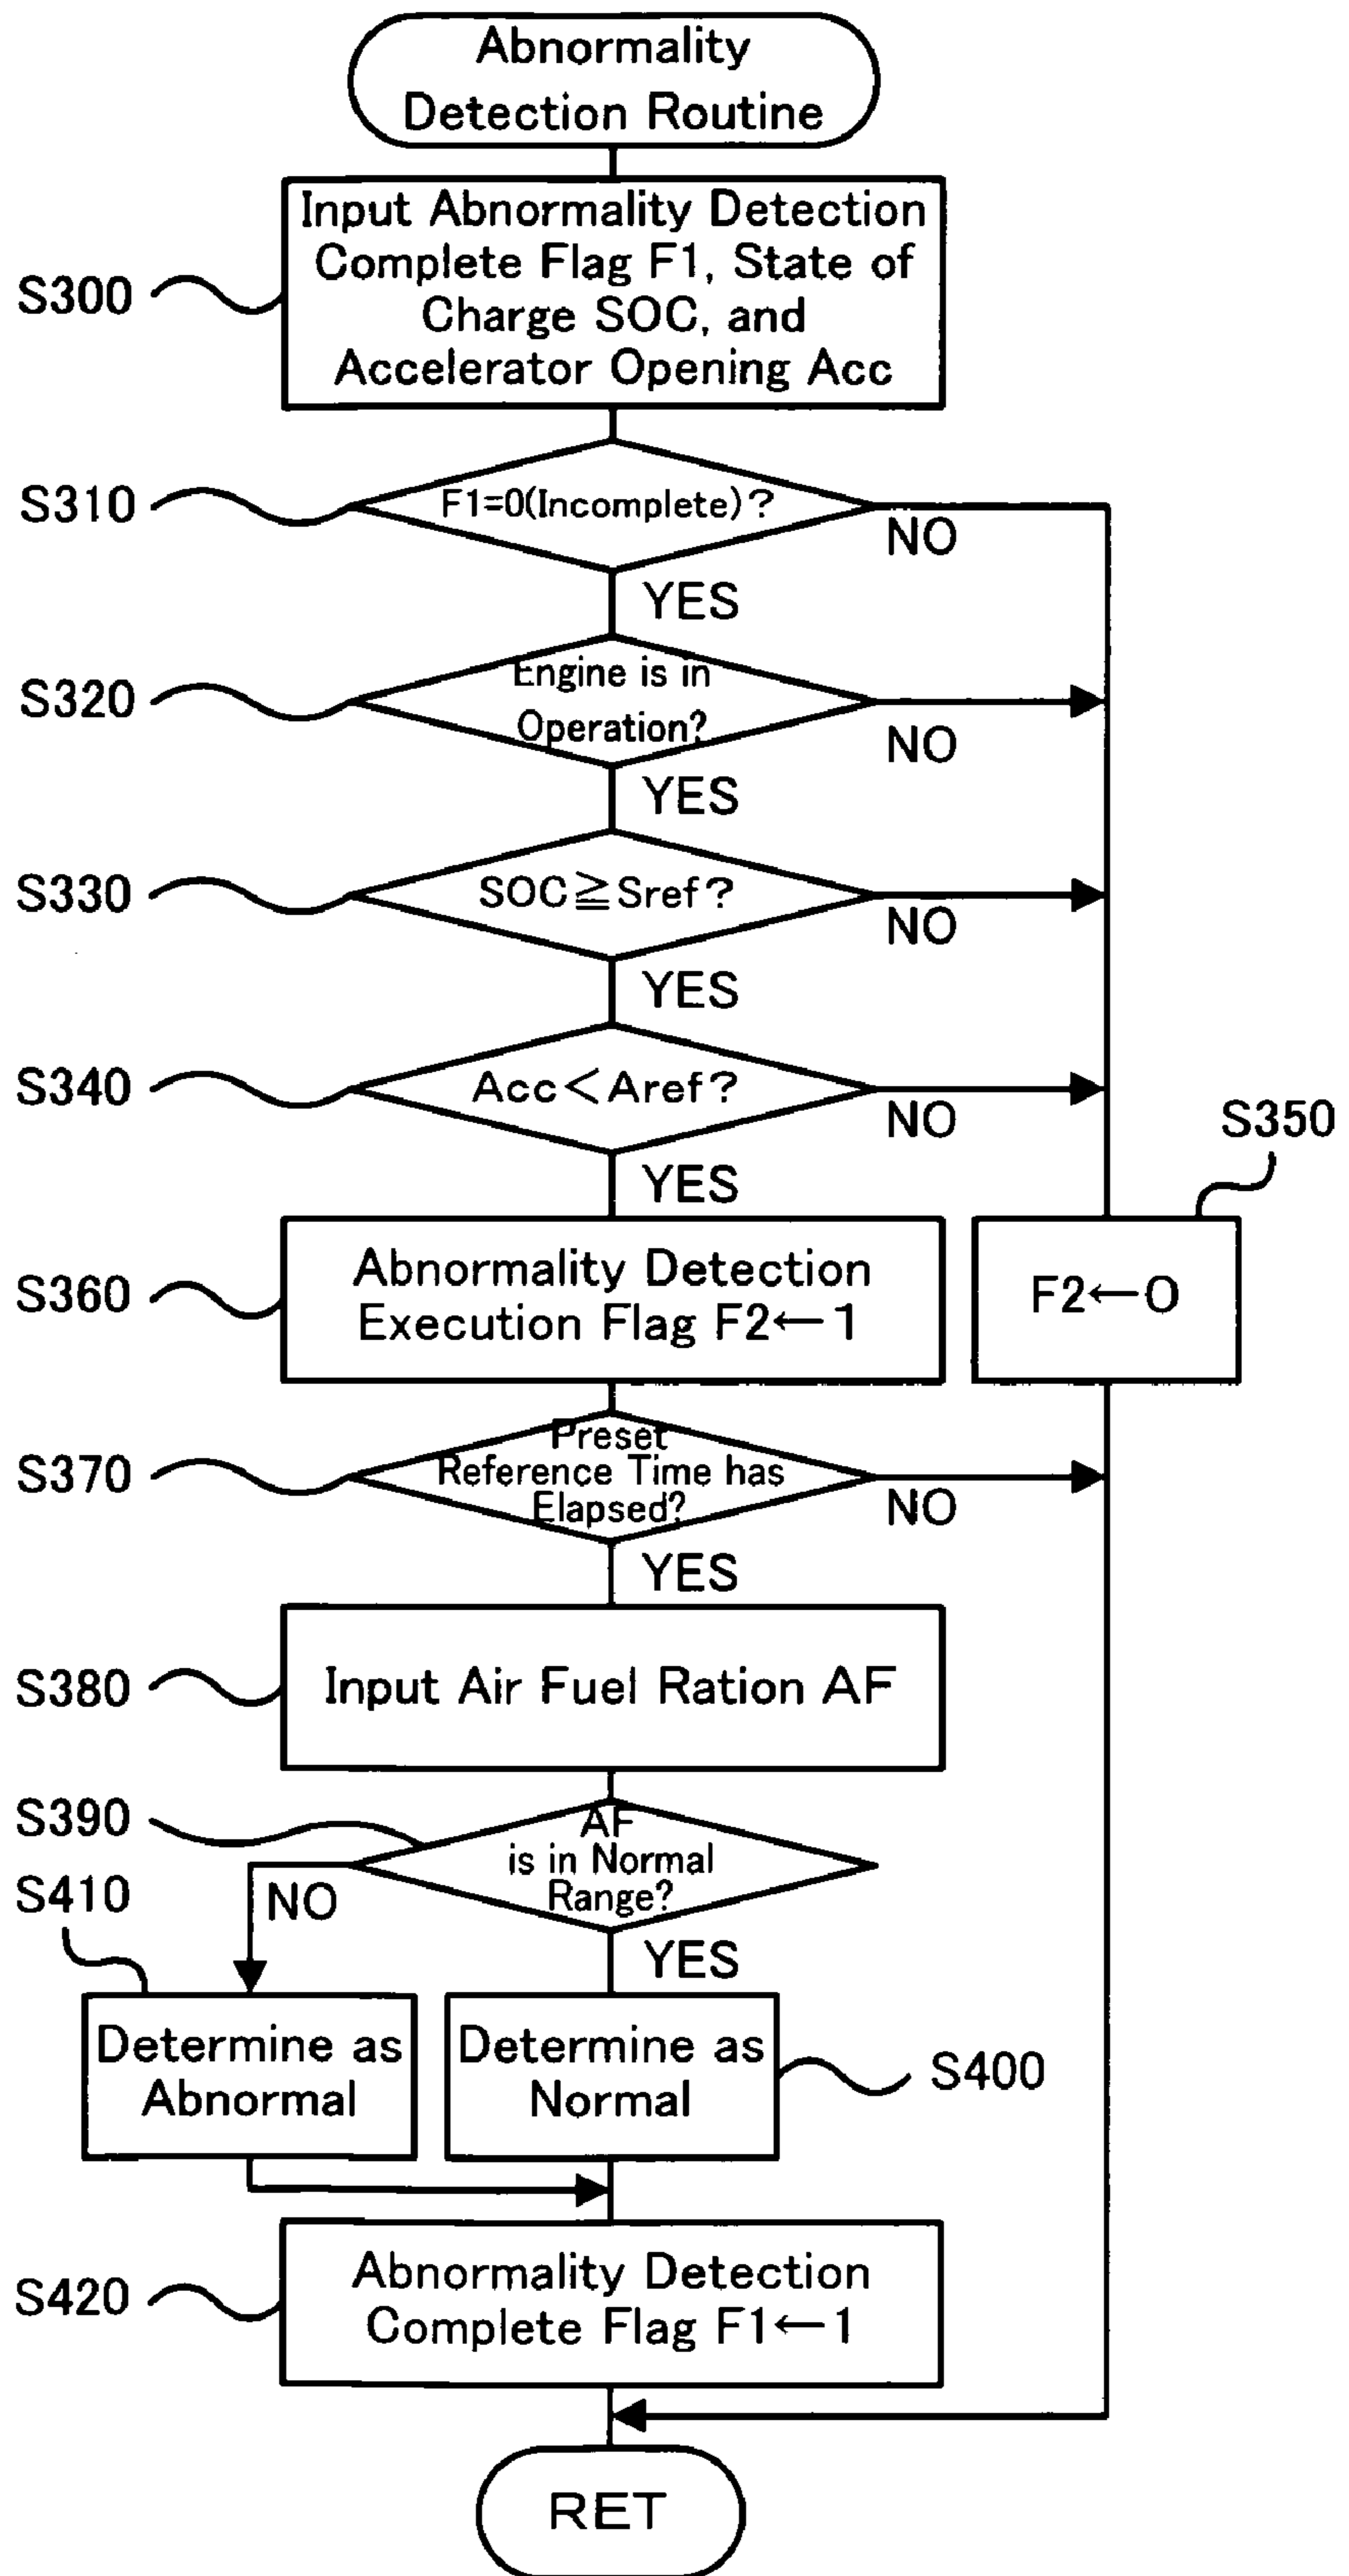 Abnormality
Detection Routine
Input Abnormality Detection
Complete Flag F1, State of
Charge SOC, and
Accelerator Opening Acc
S300
S310
F1=0(Incomplete)?
NO
YES
S320
Engine is in
Operation?
NO
YES
S330
SOC≧Sref?
NO
YES
S340
Acc<Aref?
NO
YES
S350
S360
Abnormality Detection
Execution Flag F2←1
F2←0
S370
Preset
Reference Time has
Elapsed?
NO
YES
S380
Input Air Fuel Ration AF
S390
AF
is in Normal
Range?
S410
NO
YES
Determine as
Abnormal
Determine as
Normal
S400
S420
Abnormality Detection
Complete Flag F1←1
RET